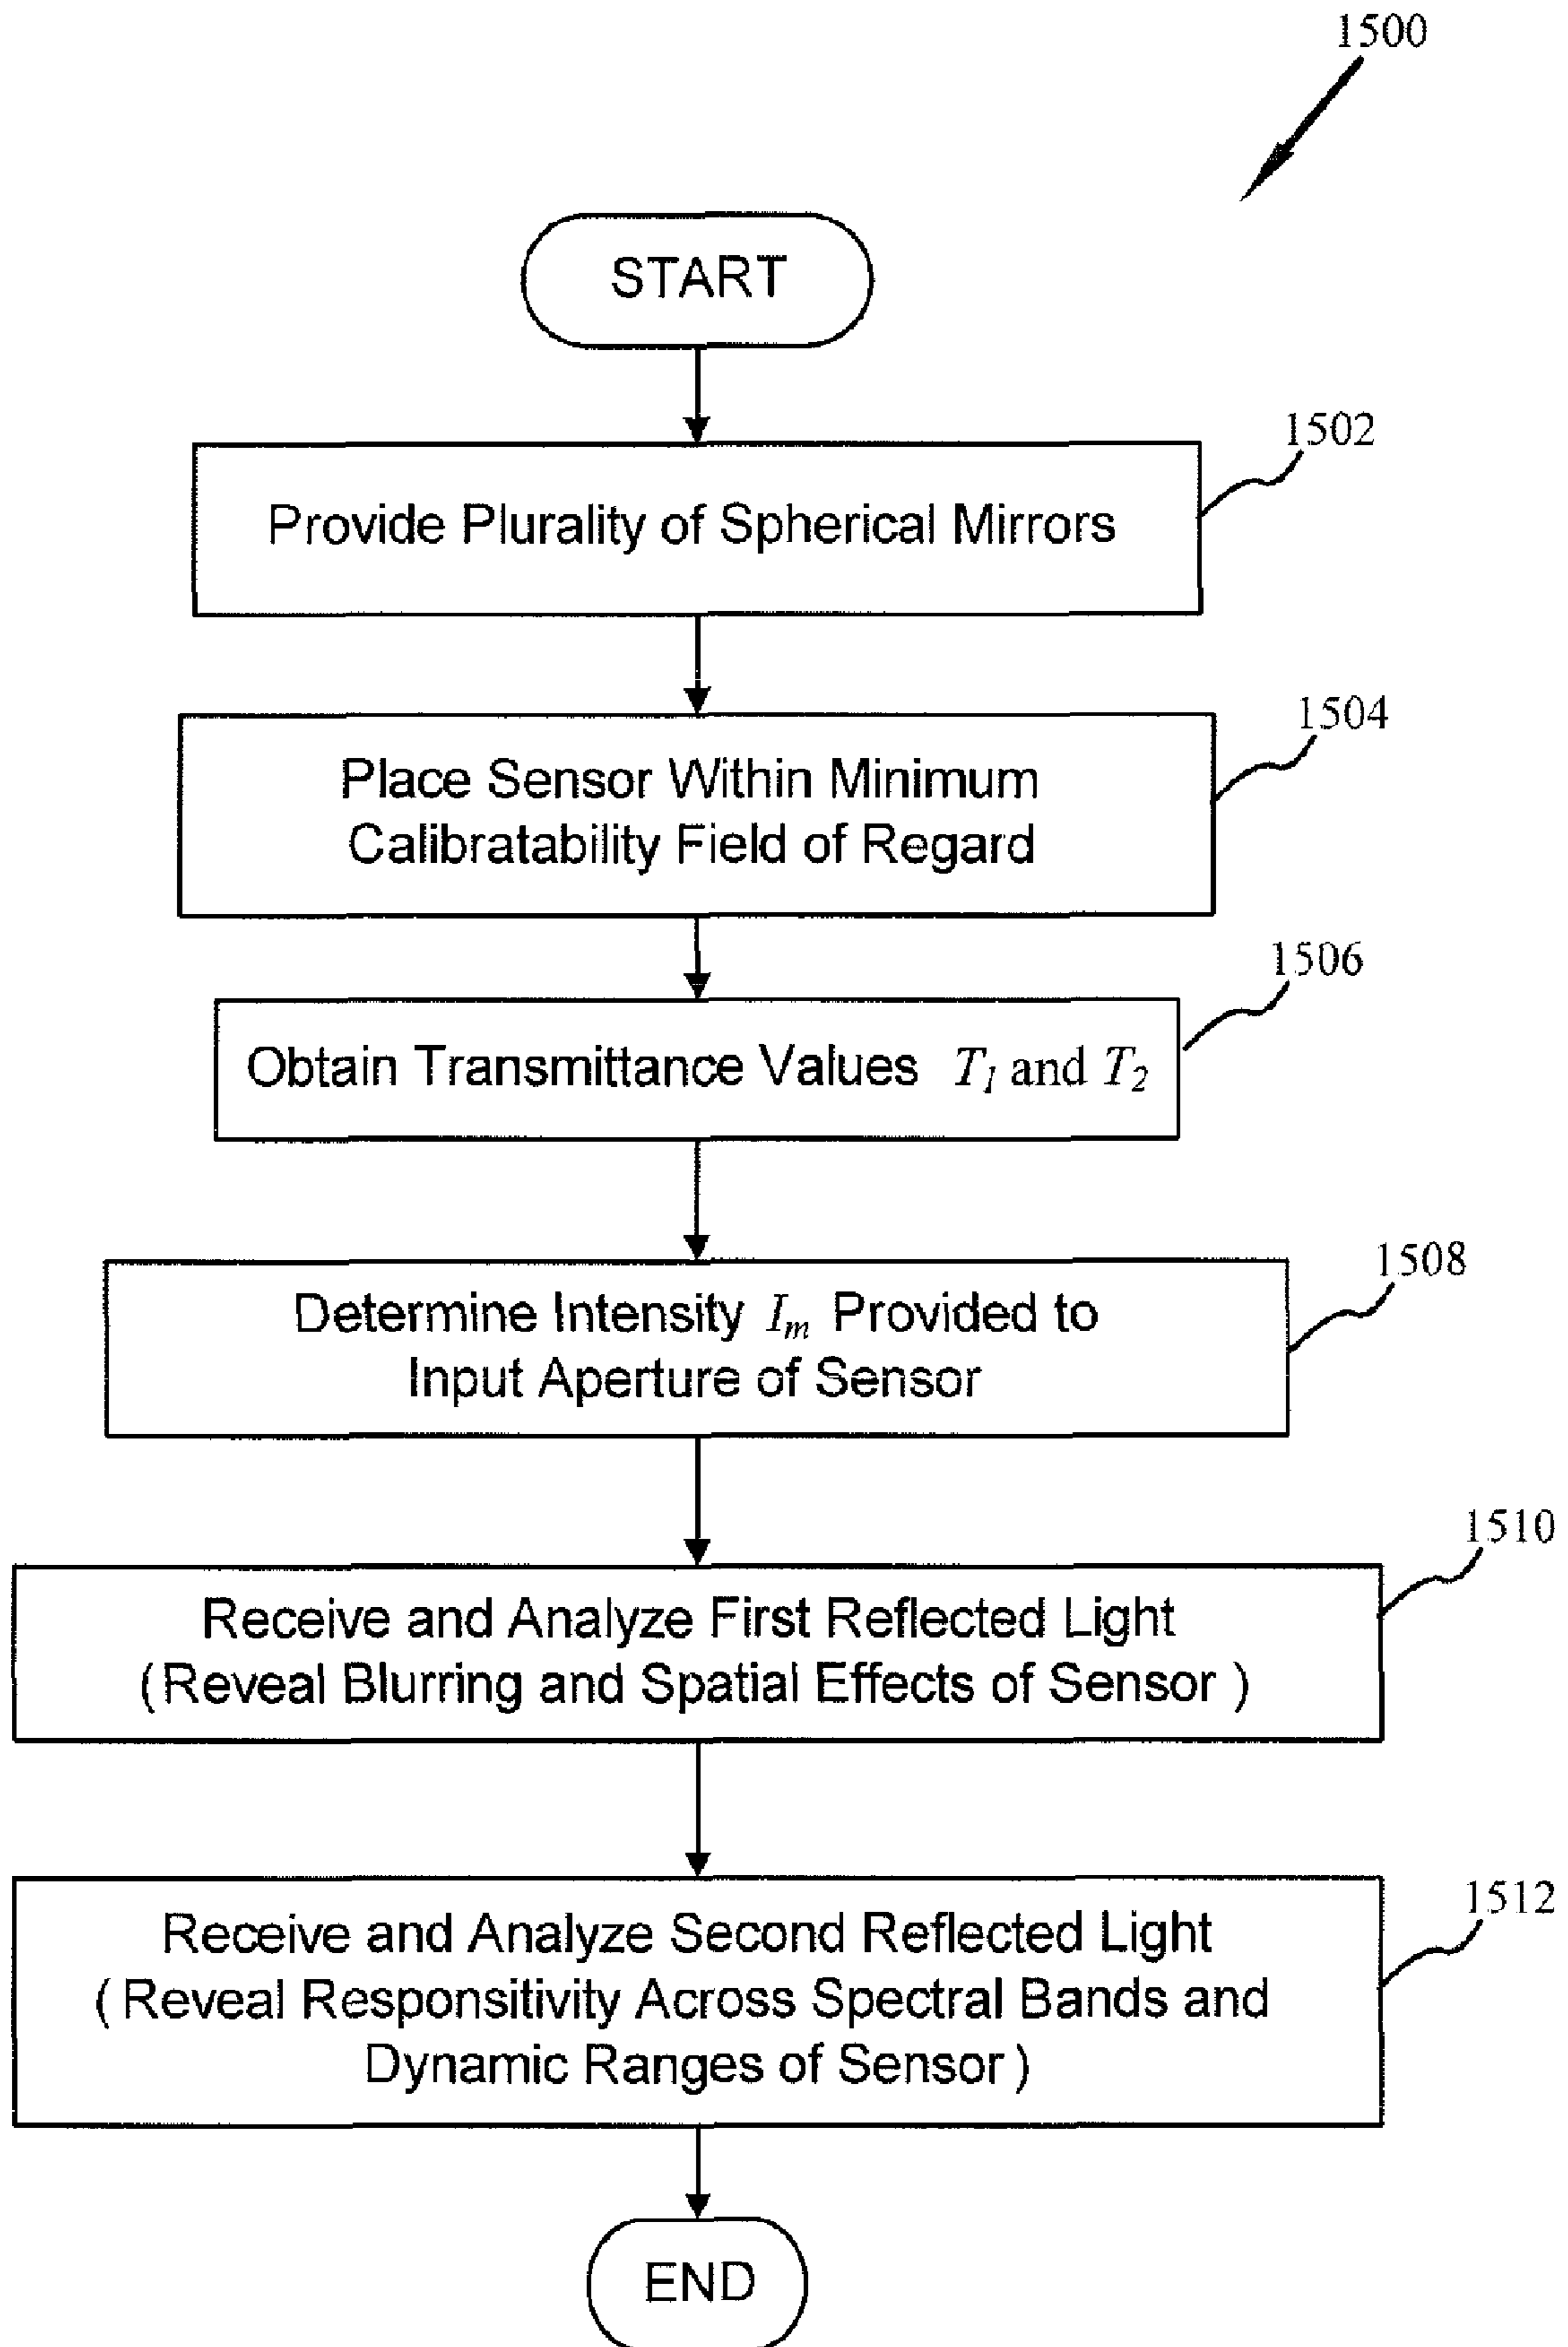 1500
START
1502
Provide Plurality of Spherical Mirrors
1504
Place Sensor Within Minimum
Calibratability Field of Regard
1506
Obtain Transmittance Values T1 and T2
1508
Determine Intensity Im Provided to
Input Aperture of Sensor
1510
Receive and Analyze First Reflected Light
(Reveal Blurring and Spatial Effects of Sensor )
1512
Receive and Analyze Second Reflected Light
( Reveal Responsitivity Across Spectral Bands and
Dynamic Ranges of Sensor )
END